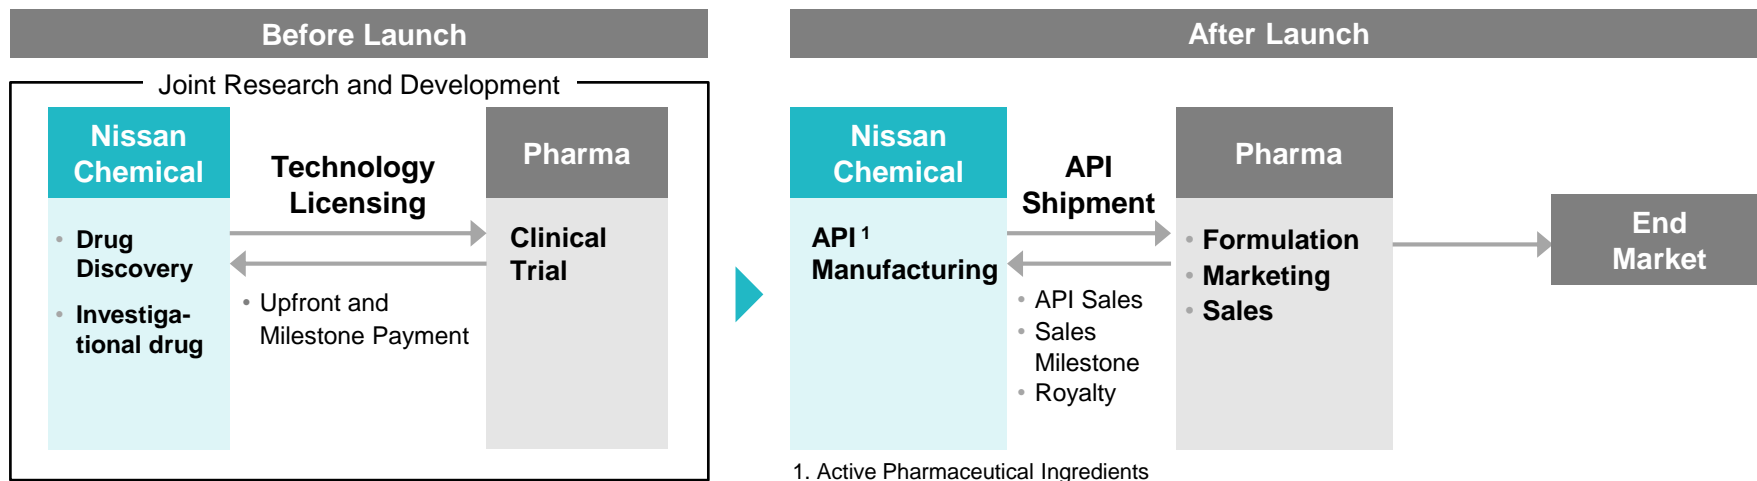 Before Launch
Joint Research and Development
Nissan
Chemical
• Drug
Discovery
• Investiga-
tional drug
Technology
Licensing
• Upfront and
Milestone Payment
Pharma
Clinical
Trial
After Launch
Nissan
Chemical
API 1
Manufacturing
API
Shipment
• API Sales
• Sales
Milestone
• Royalty
Pharma
• Formulation
• Marketing
• Sales
End
Market
1. Active Pharmaceutical Ingredients